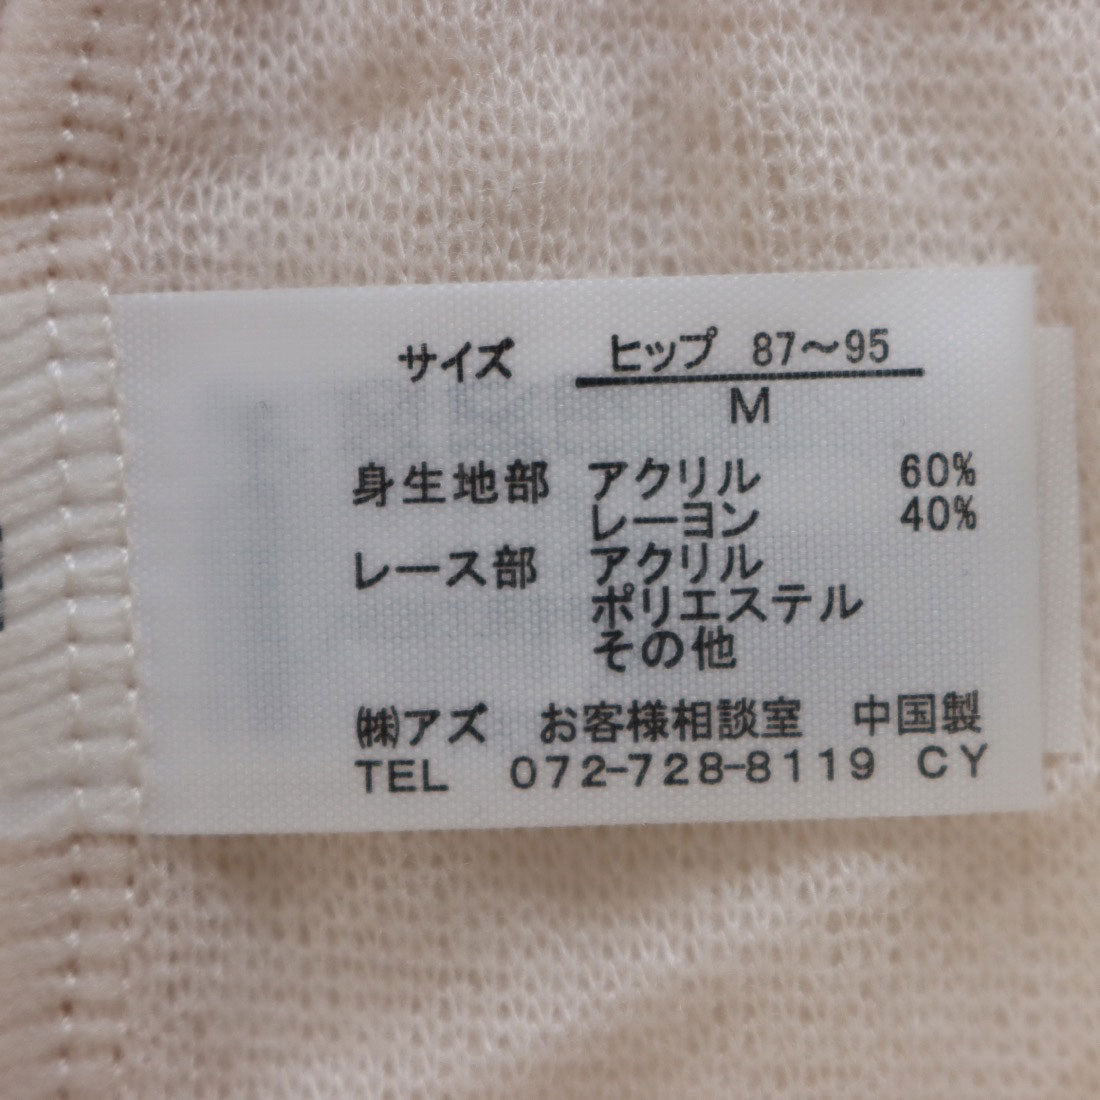 サイズ ヒップ 87〜95
M
身生地部 アクリル 60%
レーヨン 40%
レース部 アクリル
ポリエステル
その他
㈱アズ お客様相談室 中国製
TEL 072-728-8119 CY